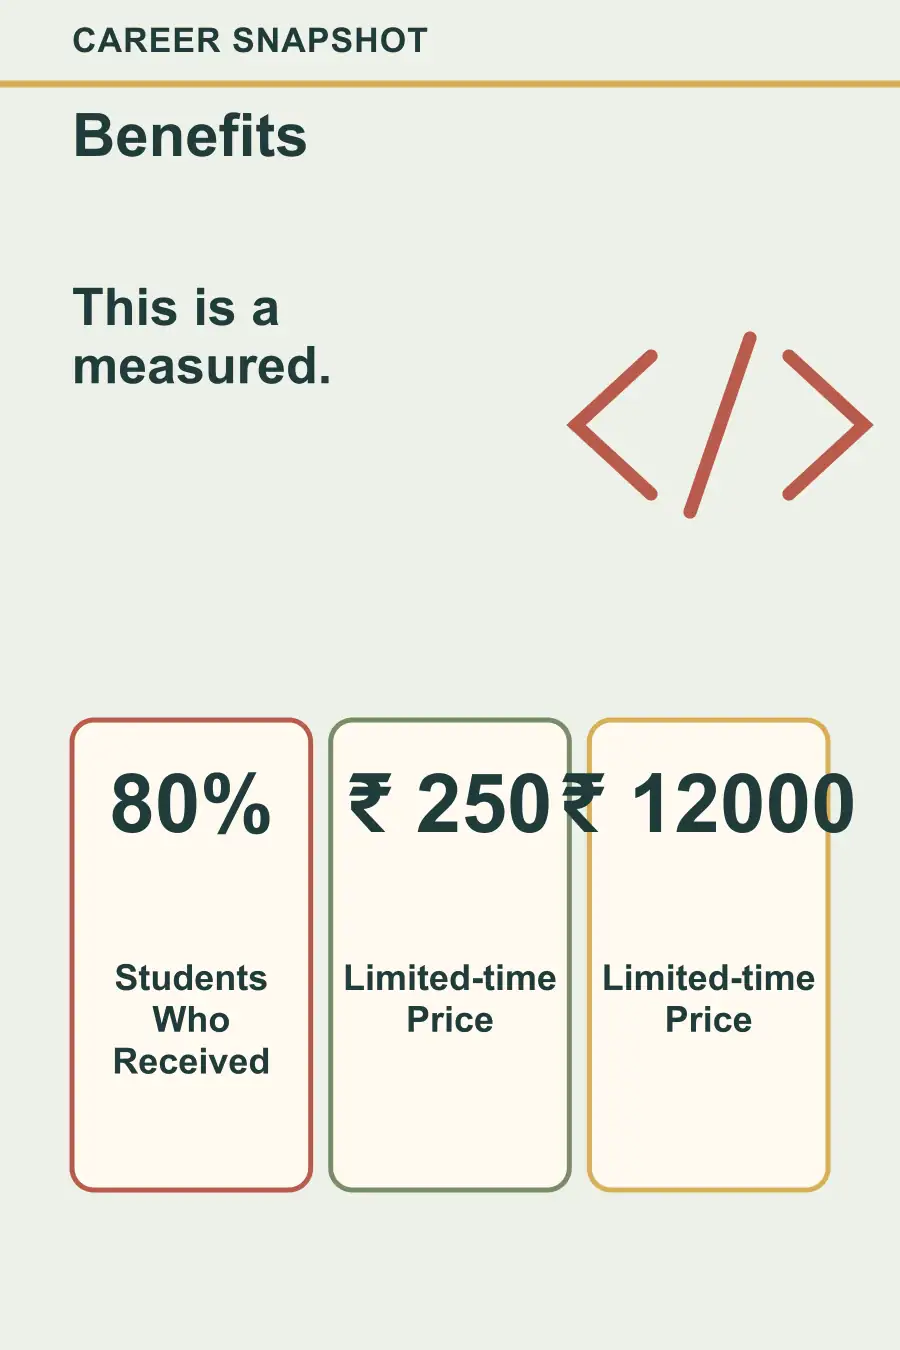 CAREER SNAPSHOT
Benefits
This is a
measured.
80%
Students
Who
Received
₹ 250
Limited-time
Price
₹ 12000
Limited-time
Price